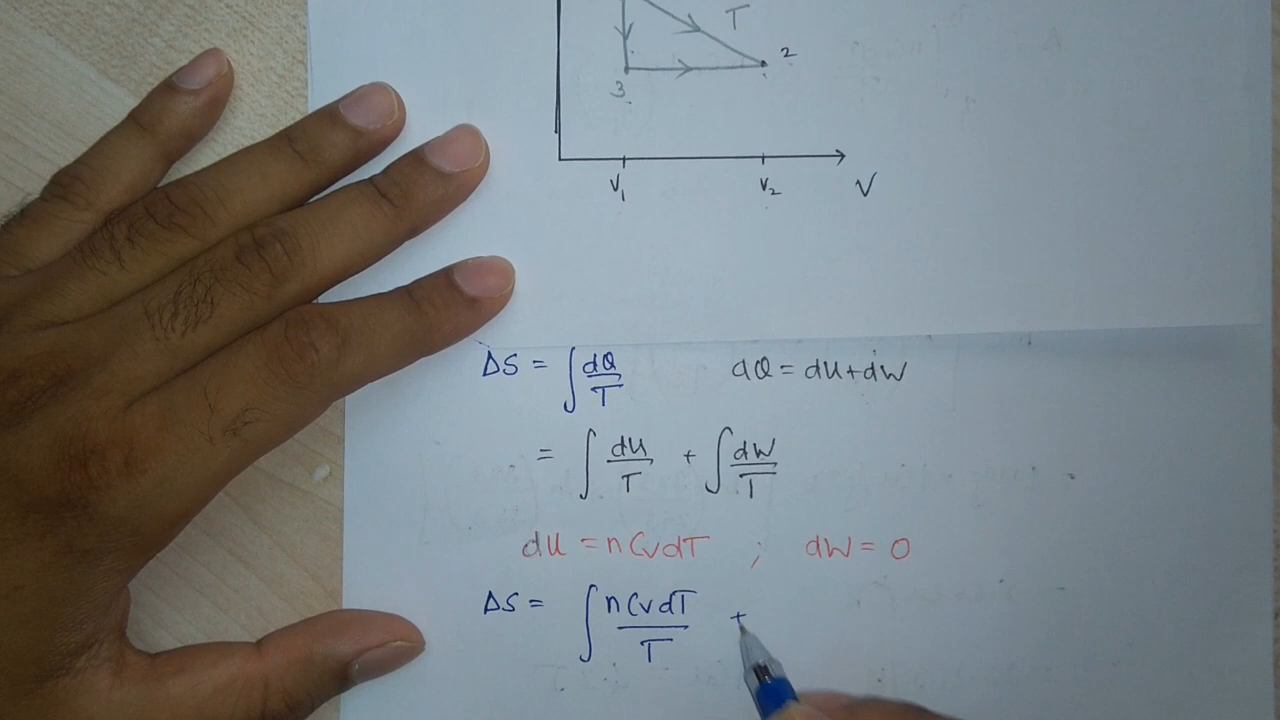 T
2
3
V₁ V₂ V
ΔS = ∫ dQ/T dQ = dU + dW
= ∫ dU/T + ∫ dW/T
dU = nCvdT ; dW = 0
ΔS = ∫ nCvdT/T +